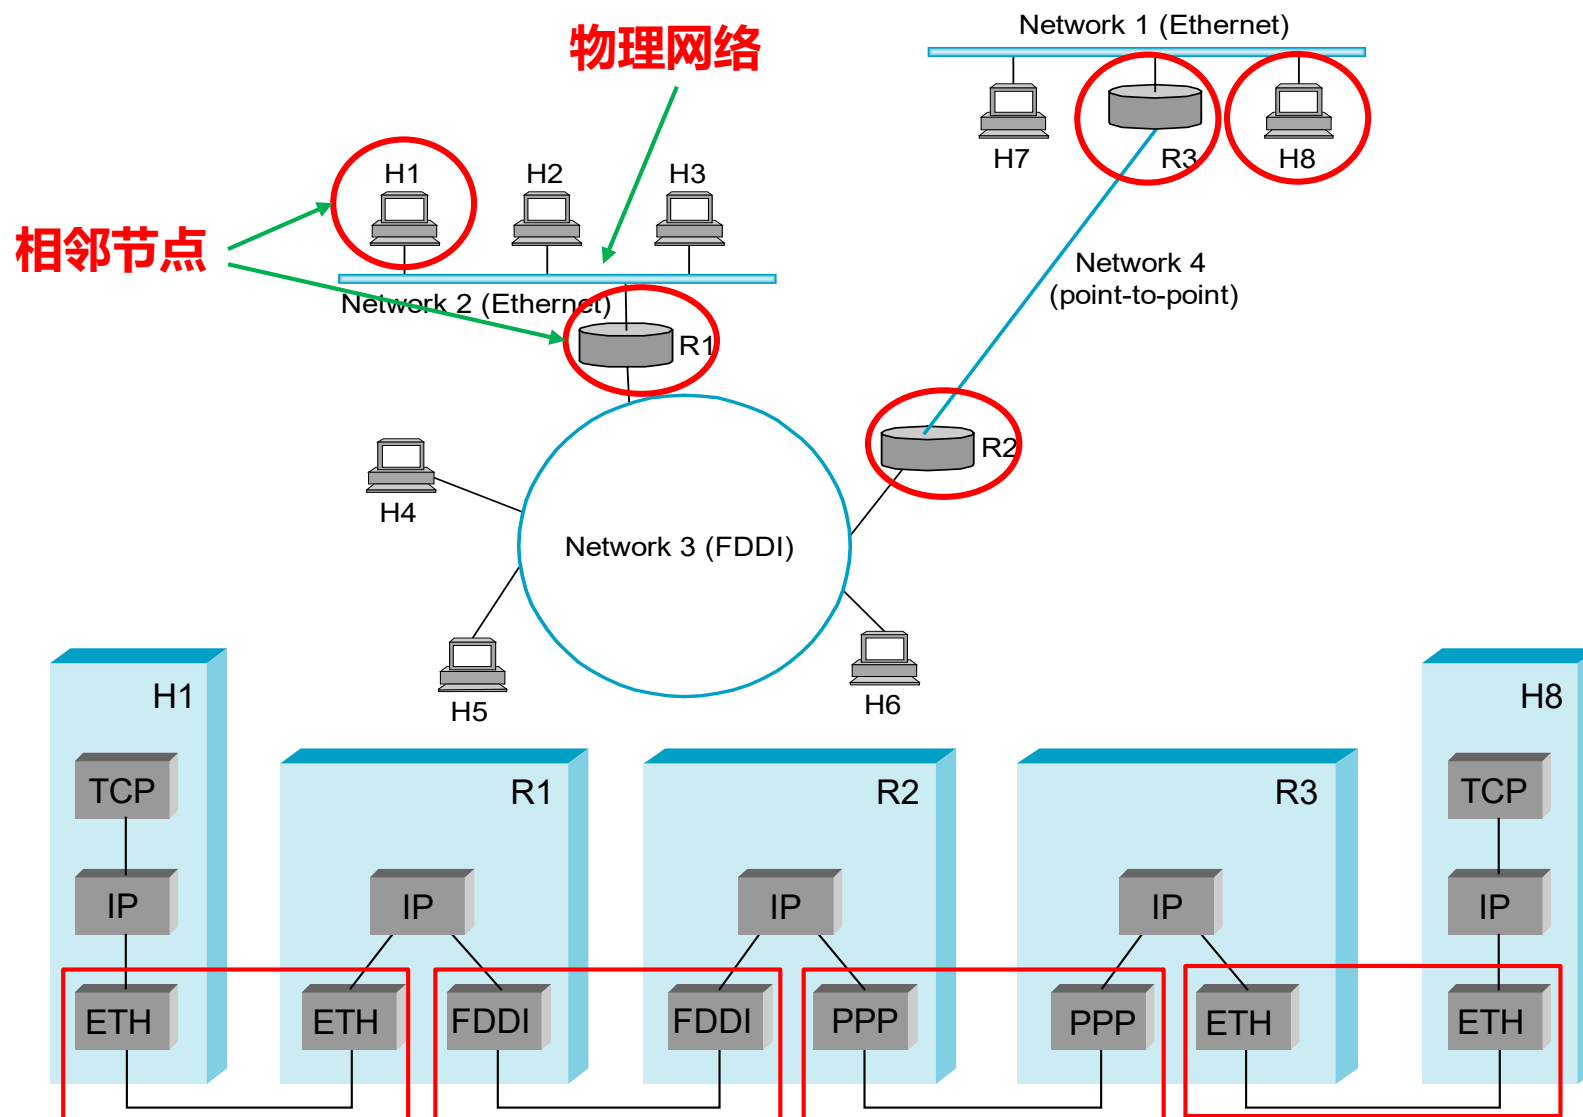 物理网络
Network 1 (Ethernet)
H7
R3
H8
H1
H2
H3
相邻节点
Network 2 (Ethernet)
R1
Network 4
(point-to-point)
R2
H4
Network 3 (FDDI)
H5
H6
H1
TCP
IP
ETH
R1
IP
ETH
FDDI
R2
IP
FDDI
PPP
R3
IP
PPP
ETH
H8
TCP
IP
ETH